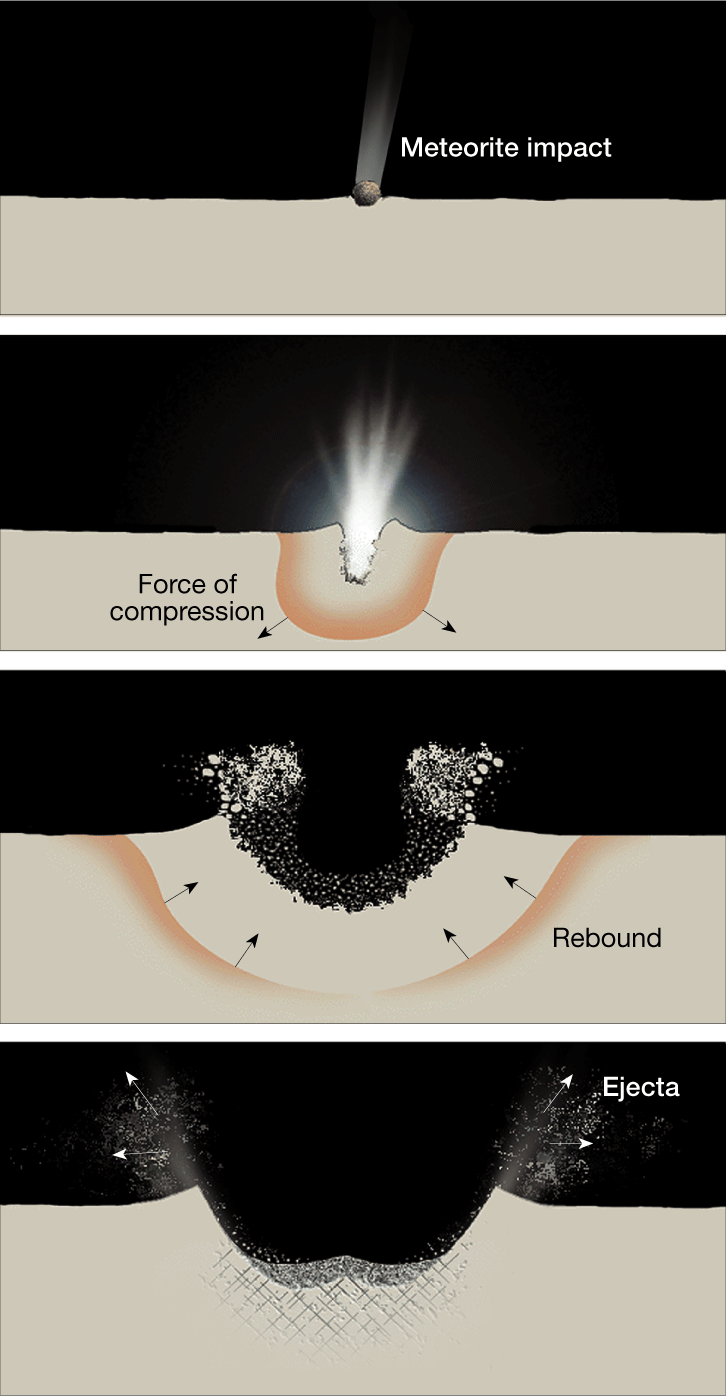 Meteorite impact
Force of
compression
Rebound
Ejecta